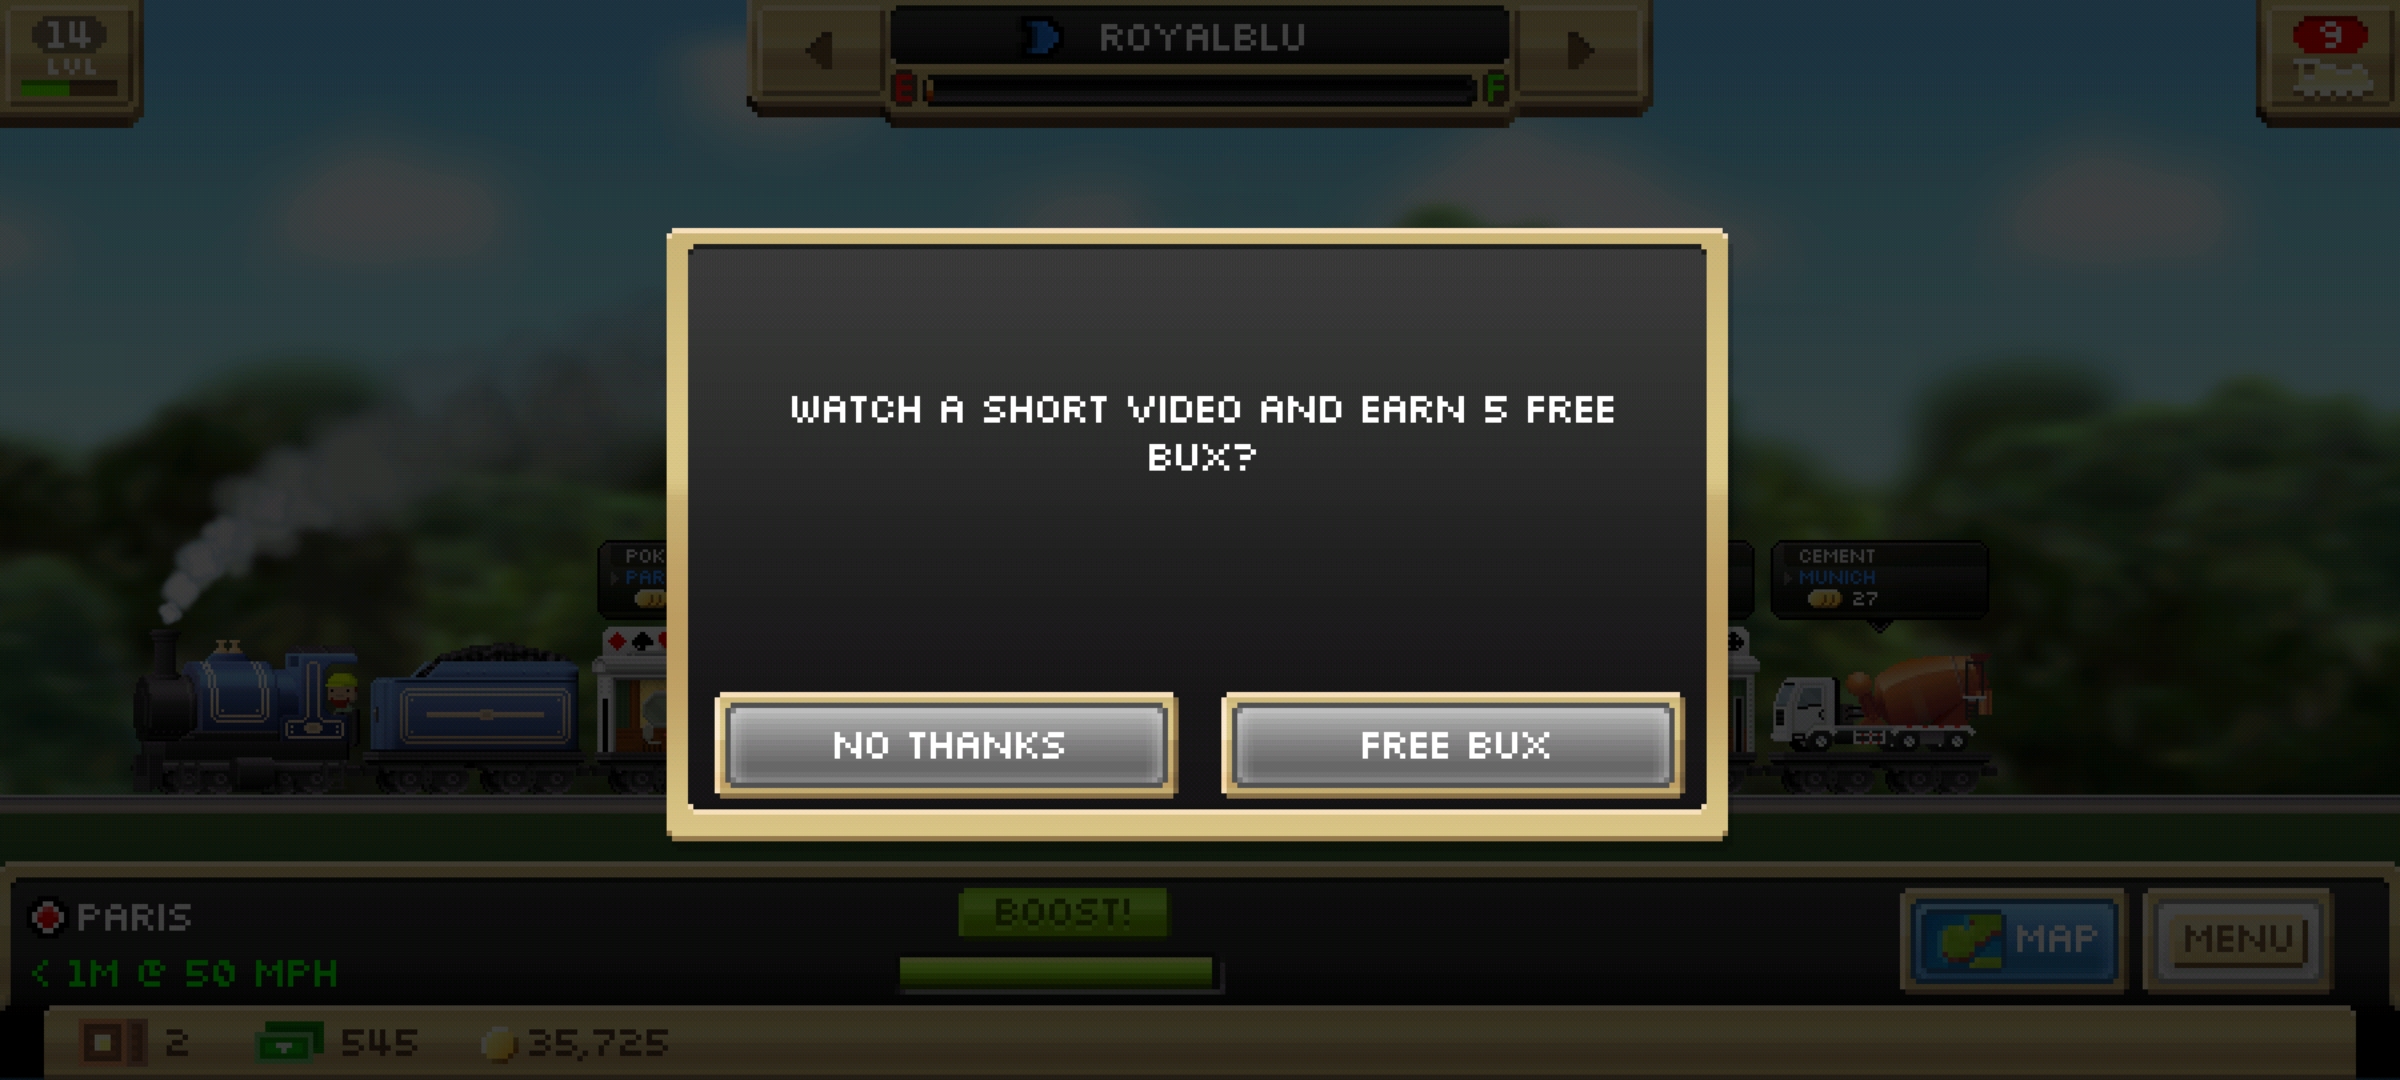 14
LVL
ROYALBLU
E F
9
WATCH A SHORT VIDEO AND EARN 5 FREE
BUX?
NO THANKS
FREE BUX
POK
PAR
CEMENT
MUNICH
27
PARIS
< 1M @ 50 MPH
BOOST!
MAP
MENU
2
545
35,725